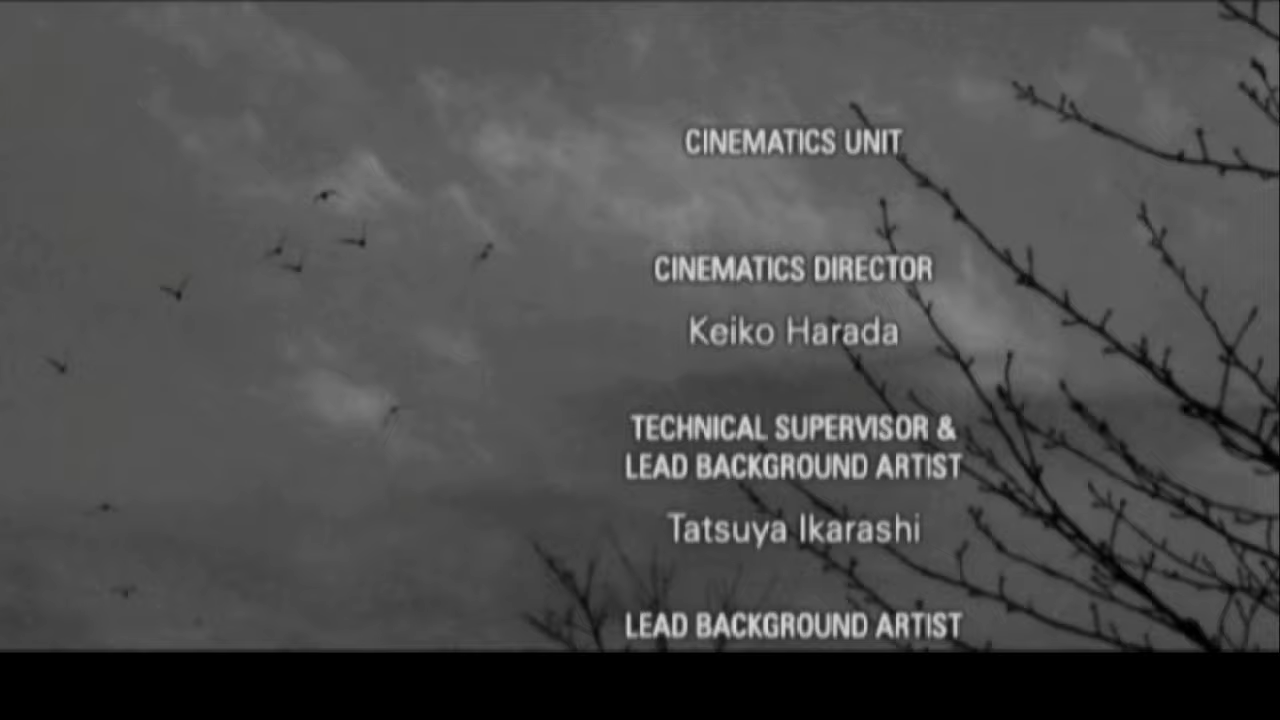 CINEMATICS UNIT
CINEMATICS DIRECTOR
Keiko Harada
TECHNICAL SUPERVISOR &
LEAD BACKGROUND ARTIST
Tatsuya Ikarashi
LEAD BACKGROUND ARTIST